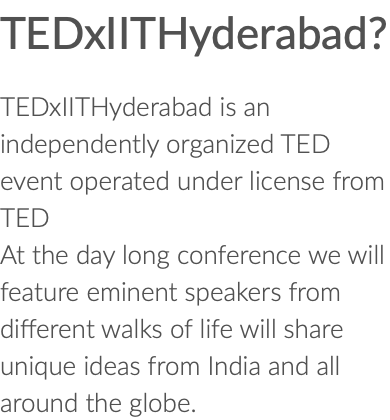 TEDxIITHyderabad?
TEDxIITHyderabad is an
independently organized TED
event operated under license from
TED
At the day long conference we will
feature eminent speakers from
different walks of life will share
unique ideas from India and all
around the globe.